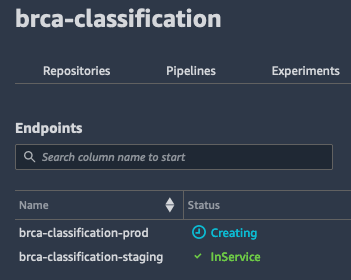 brca-classification
Repositories Pipelines Experiments
Endpoints
Search column name to start
Name Status
brca-classification-prod Creating
brca-classification-staging InService